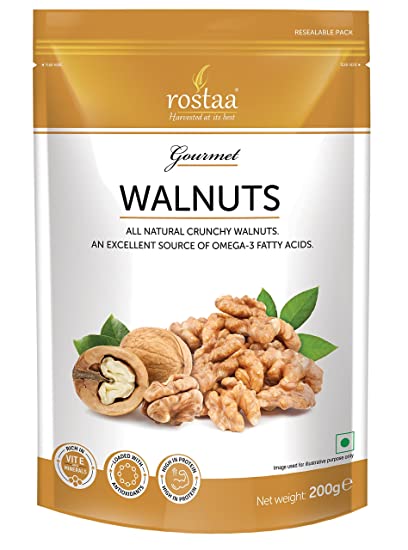 RESEALABLE PACK
rostaa®
Harvested at its best
Gourmet
WALNUTS
ALL NATURAL CRUNCHY WALNUTS.
AN EXCELLENT SOURCE OF OMEGA-3 FATTY ACIDS.
RICH IN
VIT E
MINERALS
LOADED WITH
ANTIOXIDANTS
HIGH IN PROTEIN
HIGH IN PROTEIN
Image used for illustrative purpose only
Net weight: 200g℮